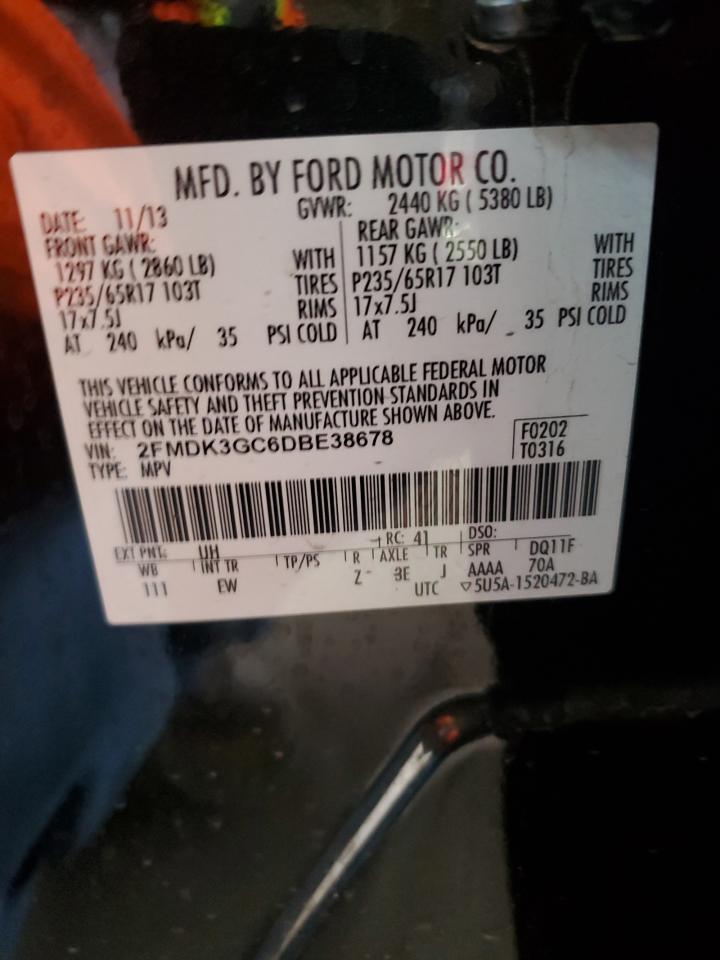 MFD. BY FORD MOTOR CO.
DATE: 11/13 GVWR: 2440 KG ( 5380 LB)
FRONT GAWR: REAR GAWR:
1297 KG ( 2860 LB) WITH 1157 KG ( 2550 LB) WITH
P235/65R17 103T TIRES P235/65R17 103T TIRES
17x7.5J RIMS 17x7.5J RIMS
AT 240 kPa/ 35 PSI COLD AT 240 kPa/ 35 PSI COLD
THIS VEHICLE CONFORMS TO ALL APPLICABLE FEDERAL MOTOR
VEHICLE SAFETY AND THEFT PREVENTION STANDARDS IN
EFFECT ON THE DATE OF MANUFACTURE SHOWN ABOVE.
VIN: 2FMDK3GC6DBE38678 F0202
TYPE: MPV T0316
EXT PNT: UH RC: 41 DSO:
WB INT TR TP/PS R AXLE TR SPR DQ11F
111 EW Z 3E J AAAA 70A
UTC ▽5U5A-1520472-BA